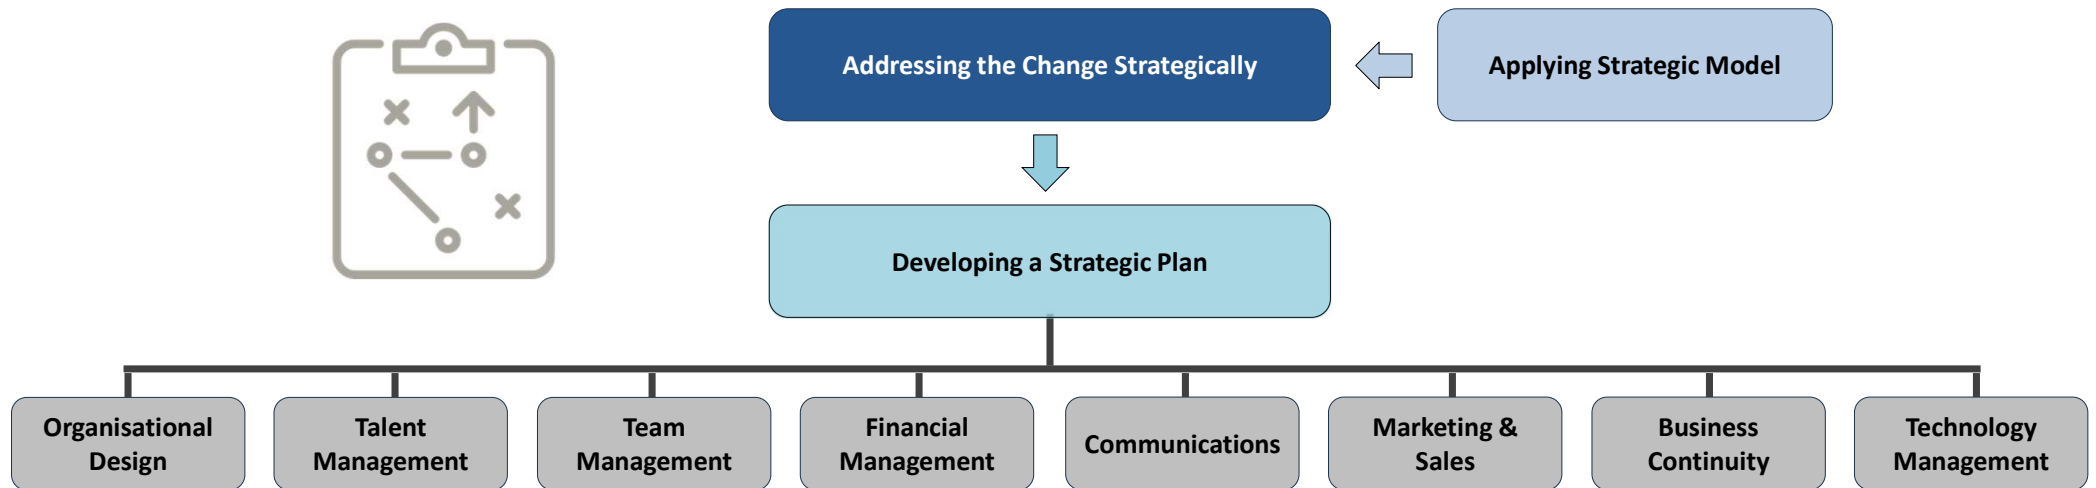 Addressing the Change Strategically
Applying Strategic Model
Developing a Strategic Plan
Organisational
Design
Talent
Management
Team
Management
Financial
Management
Communications
Marketing &
Sales
Business
Continuity
Technology
Management